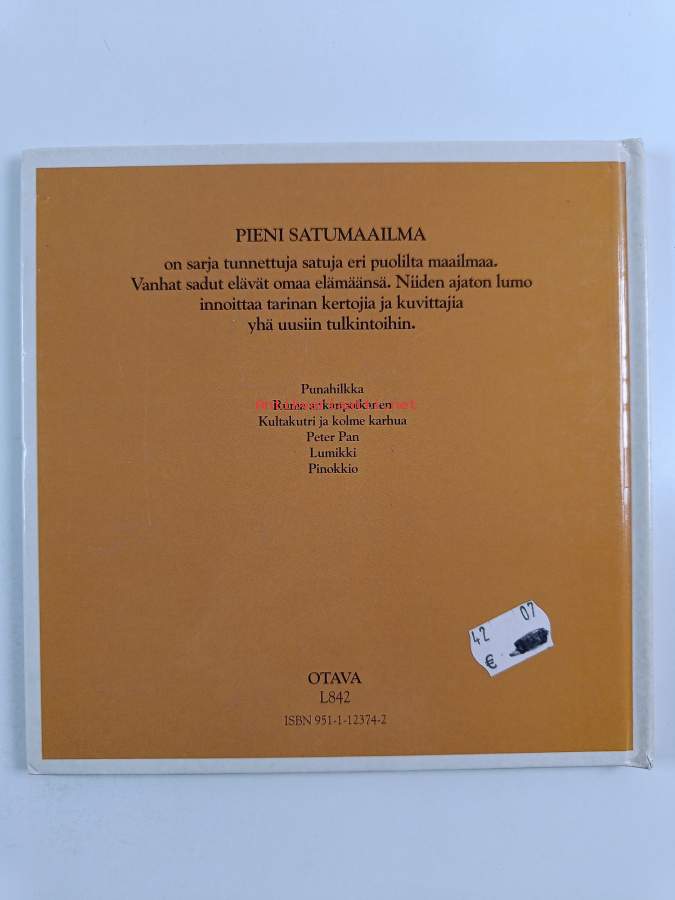 PIENI SATUMAAILMA
on sarja tunnettuja satuja eri puolilta maailmaa.
Vanhat sadut elävät omaa elämäänsä. Niiden ajaton lumo
innoittaa tarinan kertojia ja kuvittajia
yhä uusiin tulkintoihin.
Punahilkka
Ruma ankanpoikanen
Kultakutri ja kolme karhua
Peter Pan
Lumikki
Pinokkio
42 07
€
OTAVA
L842
ISBN 951-1-12374-2